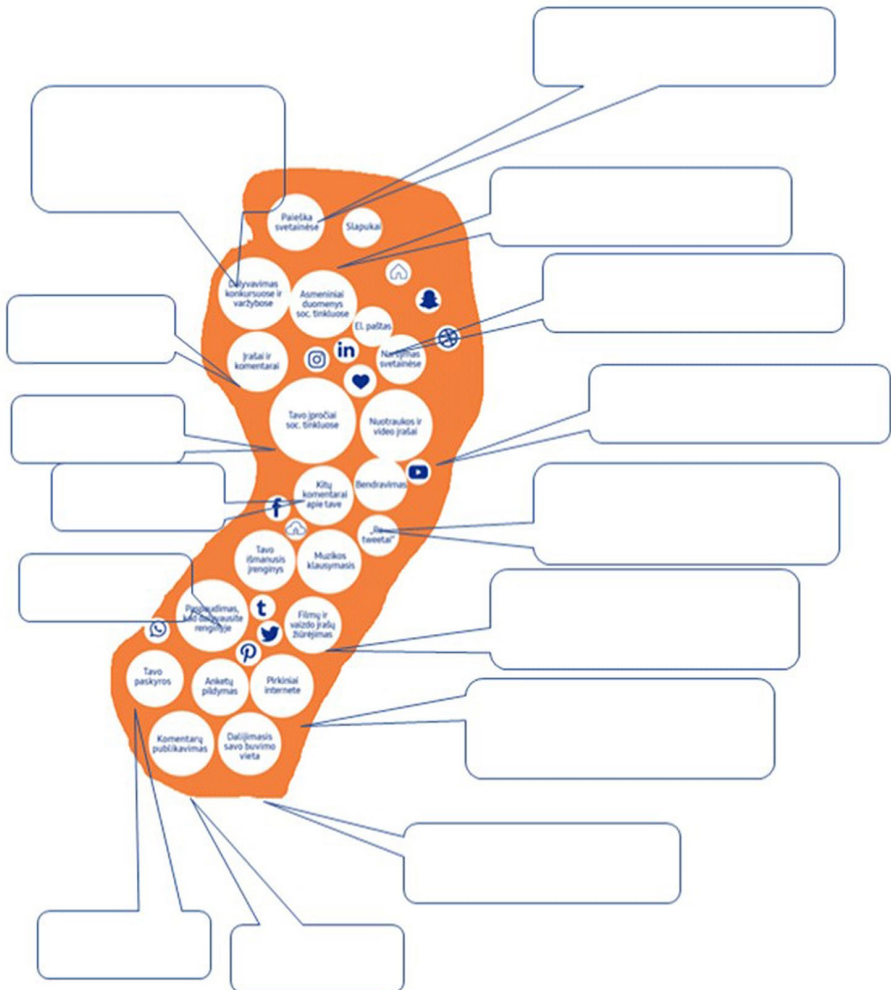 Paieška
svetainėse
Slapukai
Dalyvavimas
konkursuose ir
varžybose
Asmeniniai
duomenys
soc. tinkluose
El. paštas
Naršymas
svetainėse
Įrašai ir
komentarai
Tavo įpročiai
soc. tinkluose
Nuotraukos ir
video įrašai
Kitų
komentarai
apie tave
Bendravimas
„Re-
tweetai“
Tavo
išmanusis
įrenginys
Muzikos
klausymasis
Paspaudimas,
kad dalyvausite
renginyje
Filmų ir
vaizdo įrašų
žiūrėjimas
Tavo
paskyros
Anketų
pildymas
Pirkiniai
internete
Komentarų
publikavimas
Dalijimasis
savo buvimo
vieta